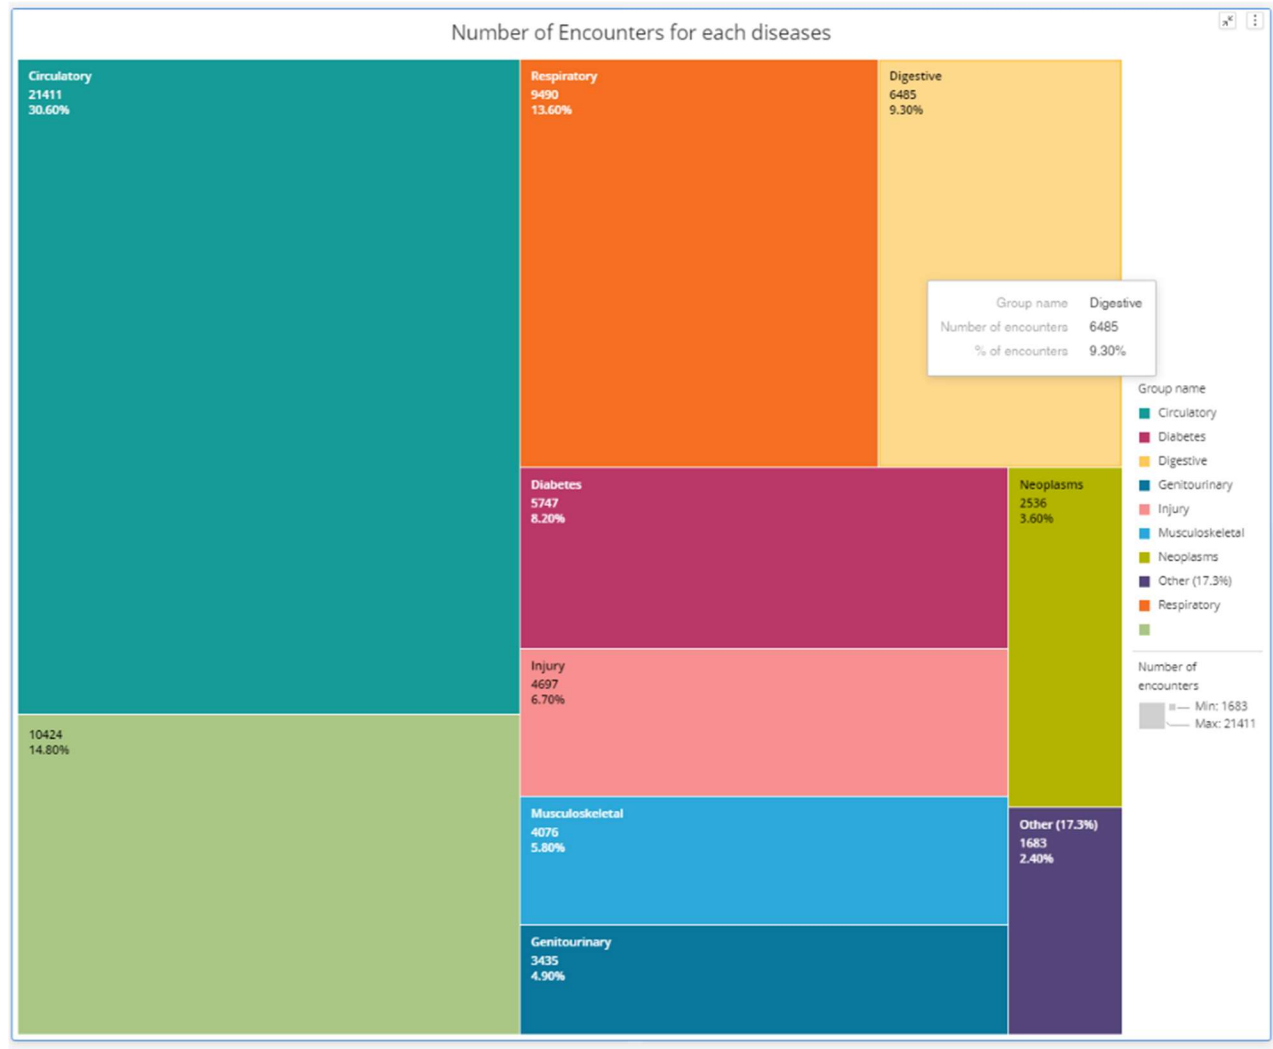 Number of Encounters for each diseases
Circulatory
21411
30.60%
Respiratory
9490
13.60%
Digestive
6485
9.30%
Group name Digestive
Number of encounters 6485
% of encounters 9.30%
Diabetes
5747
8.20%
Neoplasms
2536
3.60%
Injury
4697
6.70%
10424
14.80%
Musculoskeletal
4076
5.80%
Other (17.3%)
1683
2.40%
Genitourinary
3435
4.90%
Group name
Circulatory
Diabetes
Digestive
Genitourinary
Injury
Musculoskeletal
Neoplasms
Other (17.3%)
Respiratory
Number of
encounters
Min: 1683
Max: 21411